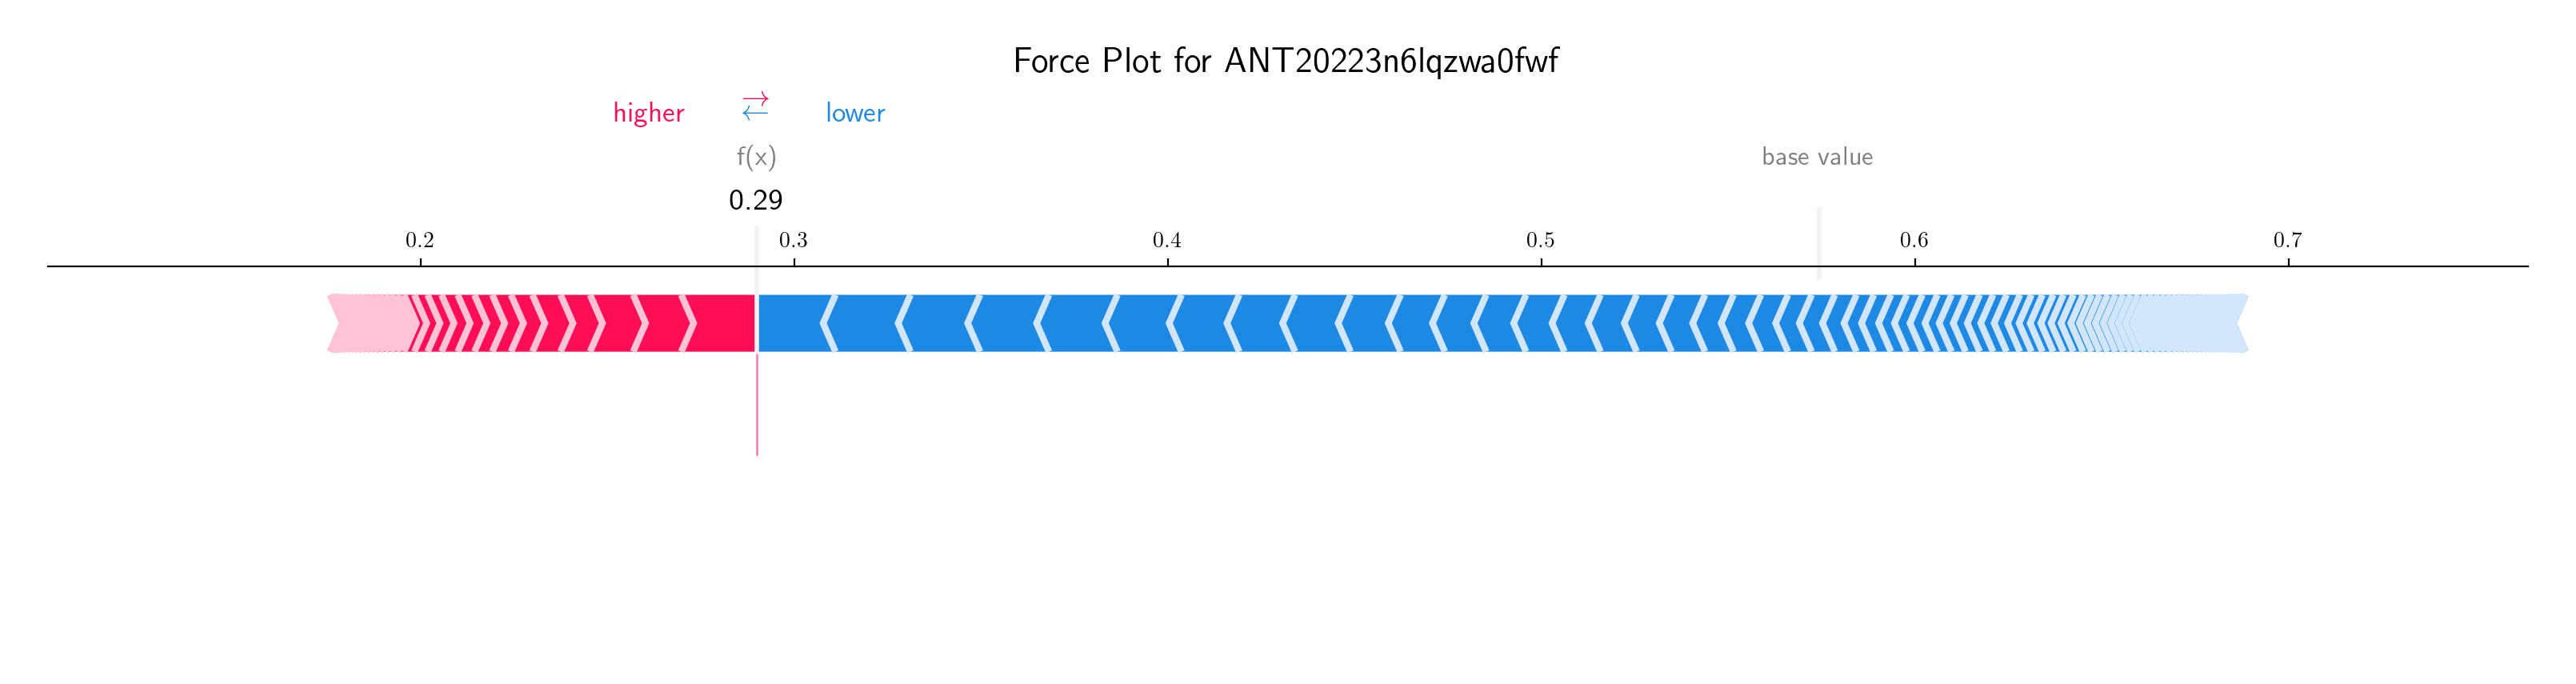 Force Plot for ANT20223n6lqzwa0fwf
higher ⇄ lower
f(x) base value
0.29
0.2 0.3 0.4 0.5 0.6 0.7